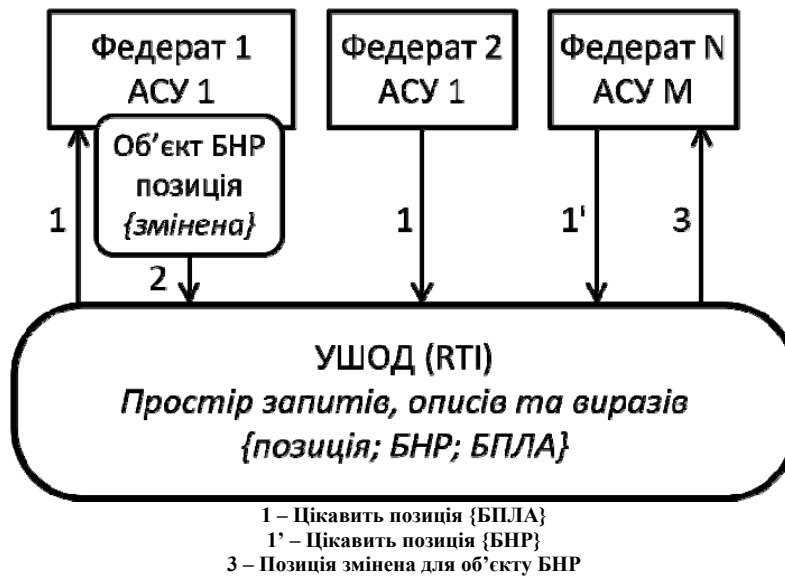 Федерат 1
АСУ 1
Федерат 2
АСУ 1
Федерат N
АСУ М
Об’єкт БНР
позиція
{змінена}
1
2
1
1'
3
УШОД (RTI)
Простір запитів, описів та виразів
{позиція; БНР; БПЛА}
1 – Цікавить позиція {БПЛА}
1’ – Цікавить позиція {БНР}
3 – Позиція змінена для об’єкту БНР